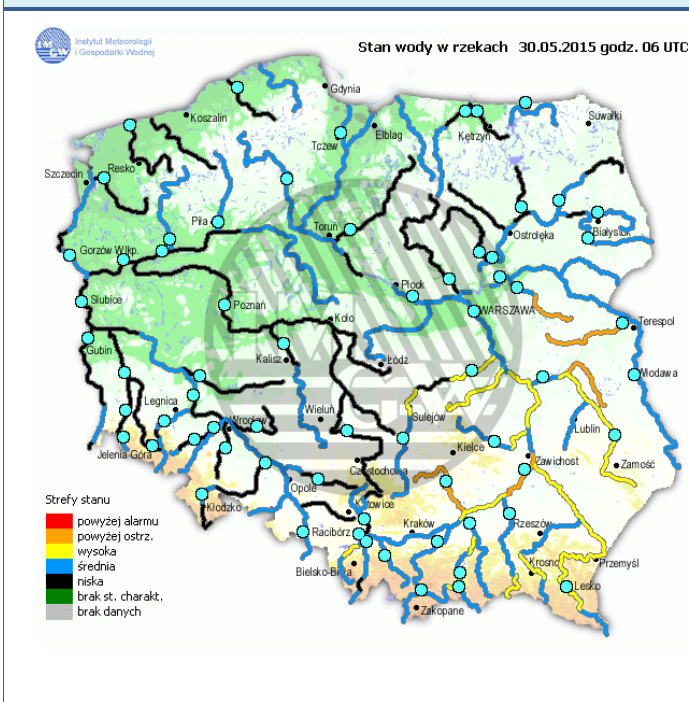 IMGW
Instytut Meteorologii
i Gospodarki Wodnej
Stan wody w rzekach 30.05.2015 godz. 06 UTC
Gdynia
Koszalin
Suwałki
Elbląg
Kętrzyn
Tczew
Resko
Szczecin
Piła
Toruń
Ostrołęka
Białystok
Gorzów Wlkp.
Płock
Słubice
Poznań
Koło
WARSZAWA
Terespol
Gubin
Kalisz
Łódź
Włodawa
Legnica
Wieluń
Sulejów
Wrocław
Lublin
Jelenia Góra
Kielce
Zawichost
Częstochowa
Zamość
Opole
Strefy stanu
Kłodzko
Katowice
powyżej alarmu
Racibórz
Kraków
Rzeszów
powyżej ostrz.
wysoka
Krosno
Przemyśl
średnia
Bielsko-Biała
niska
Lesko
brak st. charakt.
Zakopane
brak danych